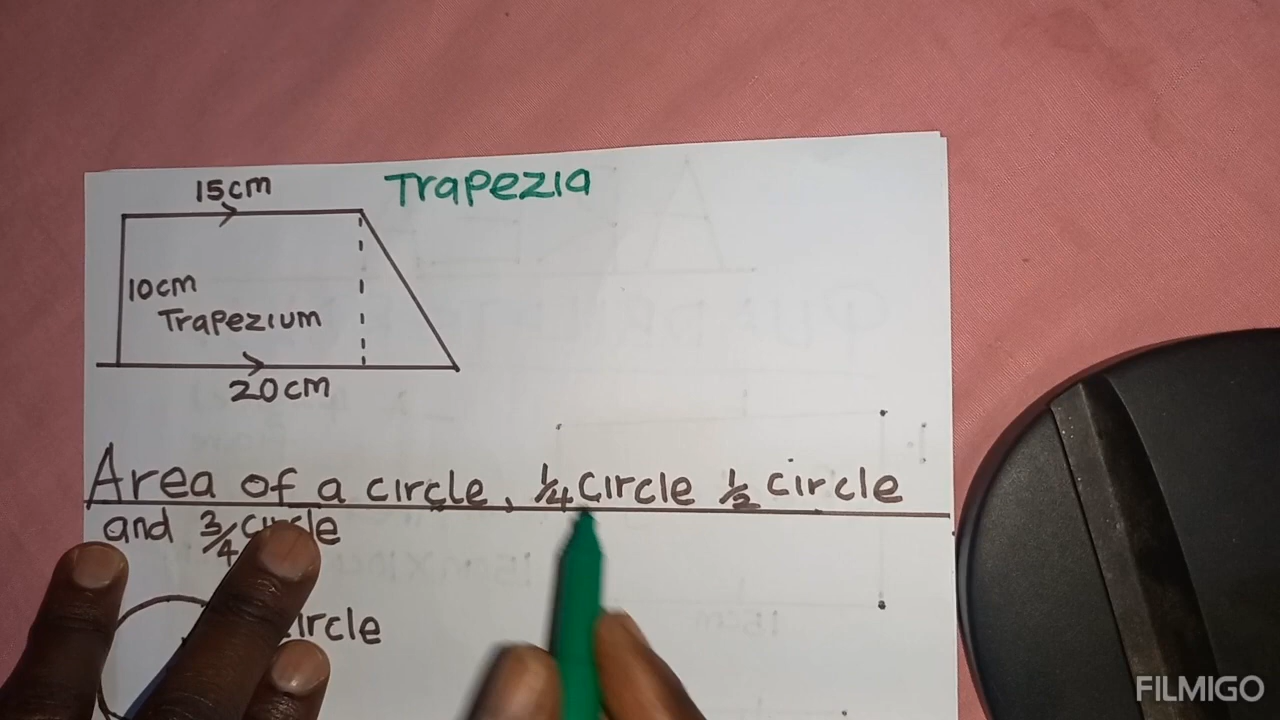 15cm
Trapezia
10cm
Trapezium
20cm
Area of a circle, 1/4 circle 1/2 circle
and 3/4 circle
FILMIGO